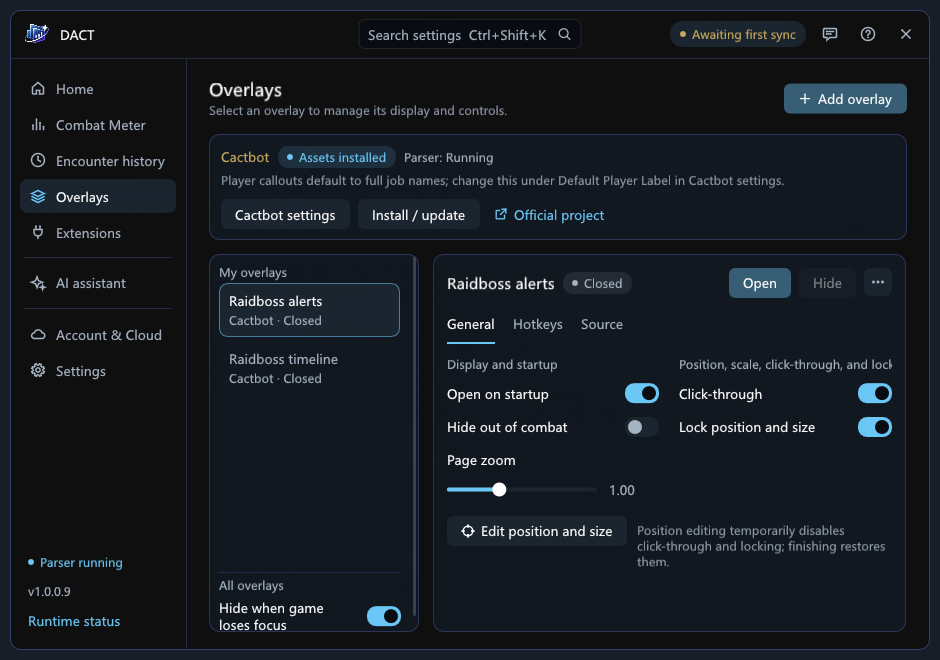 DACT
Search settings Ctrl+Shift+K
Awaiting first sync
Home
Combat Meter
Encounter history
Overlays
Extensions
AI assistant
Account & Cloud
Settings
Parser running
v1.0.0.9
Runtime status
Overlays
Select an overlay to manage its display and controls.
+ Add overlay
Cactbot
Assets installed
Parser: Running
Player callouts default to full job names; change this under Default Player Label in Cactbot settings.
Cactbot settings
Install / update
Official project
My overlays
Raidboss alerts
Cactbot · Closed
Raidboss timeline
Cactbot · Closed
All overlays
Hide when game
loses focus
Raidboss alerts
Closed
Open
Hide
General
Hotkeys
Source
Display and startup
Open on startup
Hide out of combat
Page zoom
1.00
Position, scale, click-through, and lock
Click-through
Lock position and size
Edit position and size
Position editing temporarily disables
click-through and locking; finishing restores
them.